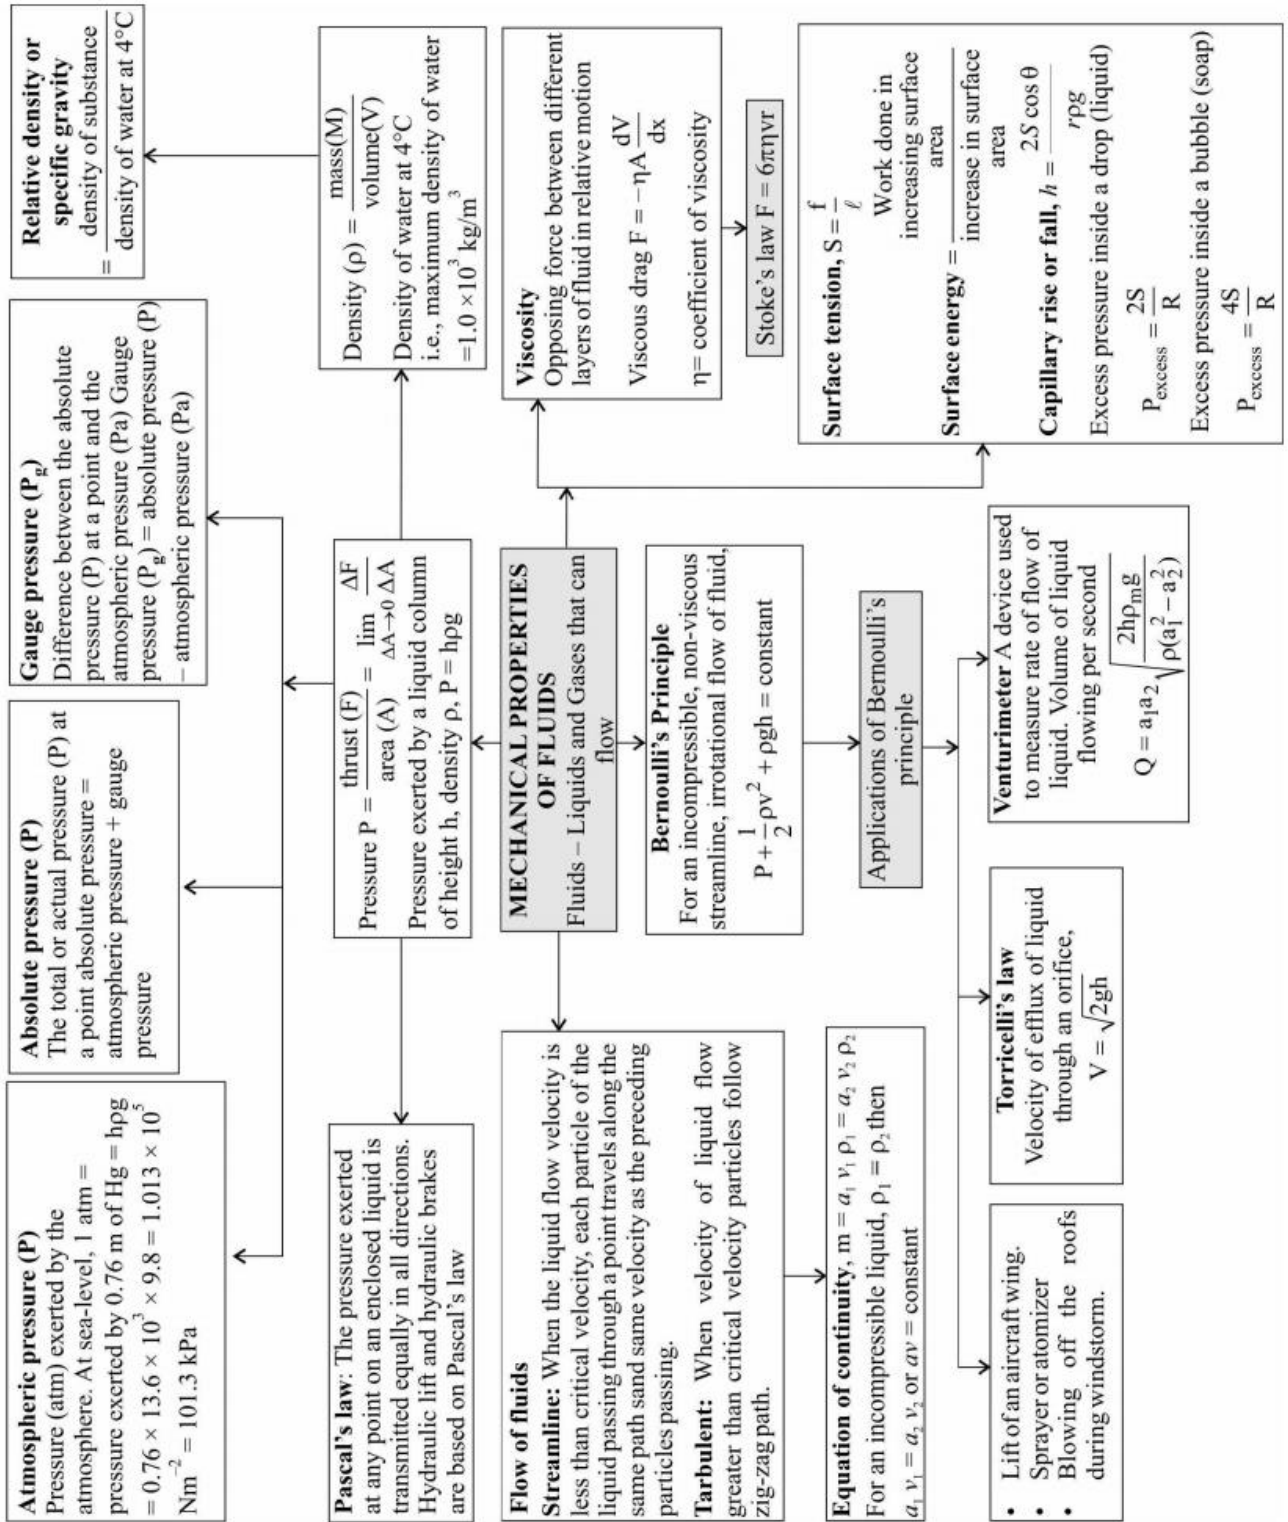 Atmospheric pressure (P)
Pressure (atm) exerted by the
atmosphere. At sea-level, 1 atm =
pressure exerted by 0.76 m of Hg = hρg
= 0.76 × 13.6 × 10³ × 9.8 = 1.013 × 10⁵
Nm⁻² = 101.3 kPa
Absolute pressure (P)
The total or actual pressure (P) at
a point absolute pressure =
atmospheric pressure + gauge
pressure
Gauge pressure (P_g)
Difference between the absolute
pressure (P) at a point and the
atmospheric pressure (Pa) Gauge
pressure (P_g) = absolute pressure (P)
– atmospheric pressure (Pa)
Relative density or
specific gravity
= density of substance / density of water at 4°C
Pascal's law: The pressure exerted
at any point on an enclosed liquid is
transmitted equally in all directions.
Hydraulic lift and hydraulic brakes
are based on Pascal's law
Pressure P = thrust (F) / area (A) = lim ΔA→0 ΔF / ΔA
Pressure exerted by a liquid column
of height h, density ρ, P = hρg
Density (ρ) = mass(M) / volume(V)
Density of water at 4°C
i.e., maximum density of water
=1.0 ×10³ kg/m³
MECHANICAL PROPERTIES
OF FLUIDS
Fluids – Liquids and Gases that can
flow
Flow of fluids
Streamline: When the liquid flow velocity is
less than critical velocity, each particle of the
liquid passing through a point travels along the
same path sand same velocity as the preceding
particles passing.
Tarbulent: When velocity of liquid flow
greater than critical velocity particles follow
zig-zag path.
Bernoulli's Principle
For an incompressible, non-viscous
streamline, irrotational flow of fluid,
P + 1/2 ρv² + ρgh = constant
Viscosity
Opposing force between different
layers of fluid in relative motion
Viscous drag F = –ηA dV/dx
η= coefficient of viscosity
Stoke's law F = 6πηvr
Equation of continuity, m = a₁ v₁ ρ₁ = a₂ v₂ ρ₂
For an incompressible liquid, ρ₁ = ρ₂ then
a₁ v₁ = a₂ v₂ or av = constant
Applications of Bernoulli's
principle
Surface tension, S = f/ℓ
Surface energy = Work done in increasing surface area / increase in surface area
Capillary rise or fall, h = 2S cos θ / rρg
Excess pressure inside a drop (liquid)
P_excess = 2S/R
Excess pressure inside a bubble (soap)
P_excess = 4S/R
• Lift of an aircraft wing.
• Sprayer or atomizer
• Blowing off the roofs
during windstorm.
Torricelli's law
Velocity of efflux of liquid
through an orifice,
V = √2gh
Venturimeter A device used
to measure rate of flow of
liquid. Volume of liquid
flowing per second
Q = a₁a₂ √(2hρ_m g / ρ(a₁² – a₂²))